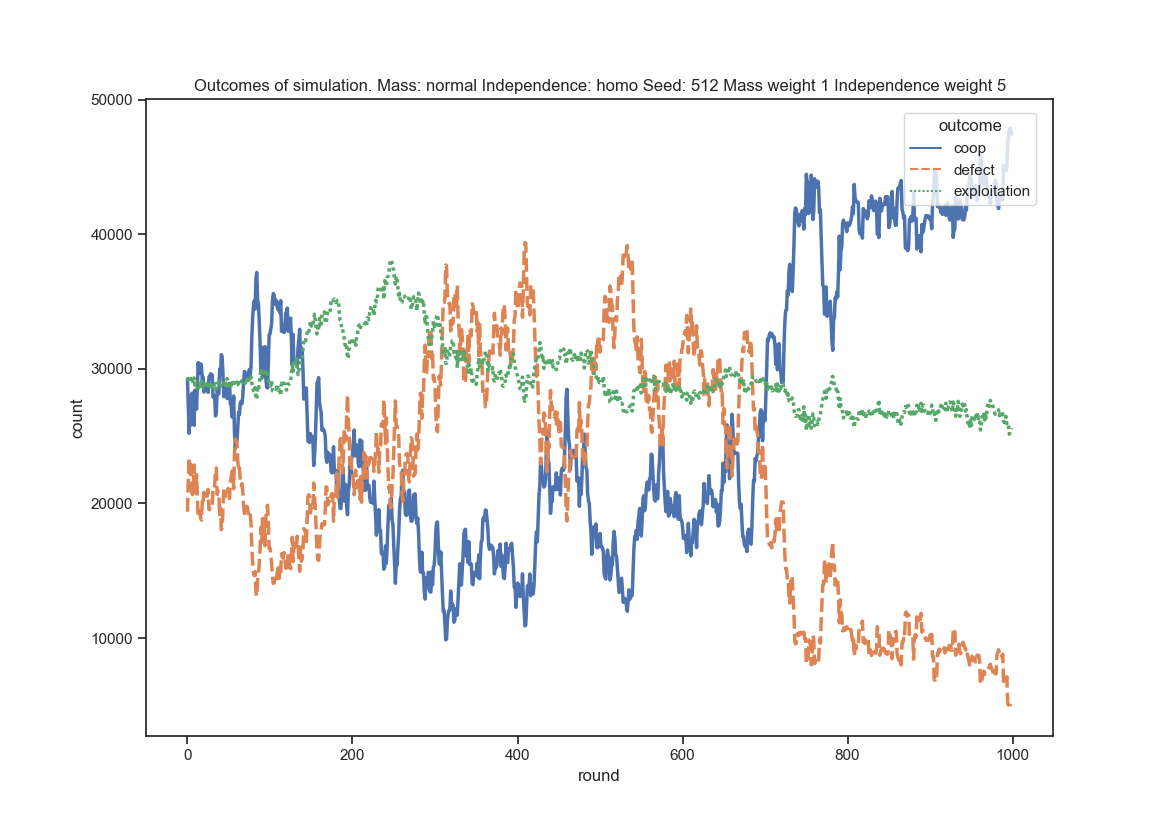 Outcomes of simulation. Mass: normal Independence: homo Seed: 512 Mass weight 1 Independence weight 5
50000
40000
30000
20000
10000
count
outcome
coop
defect
exploitation
0
200
400
600
800
1000
round